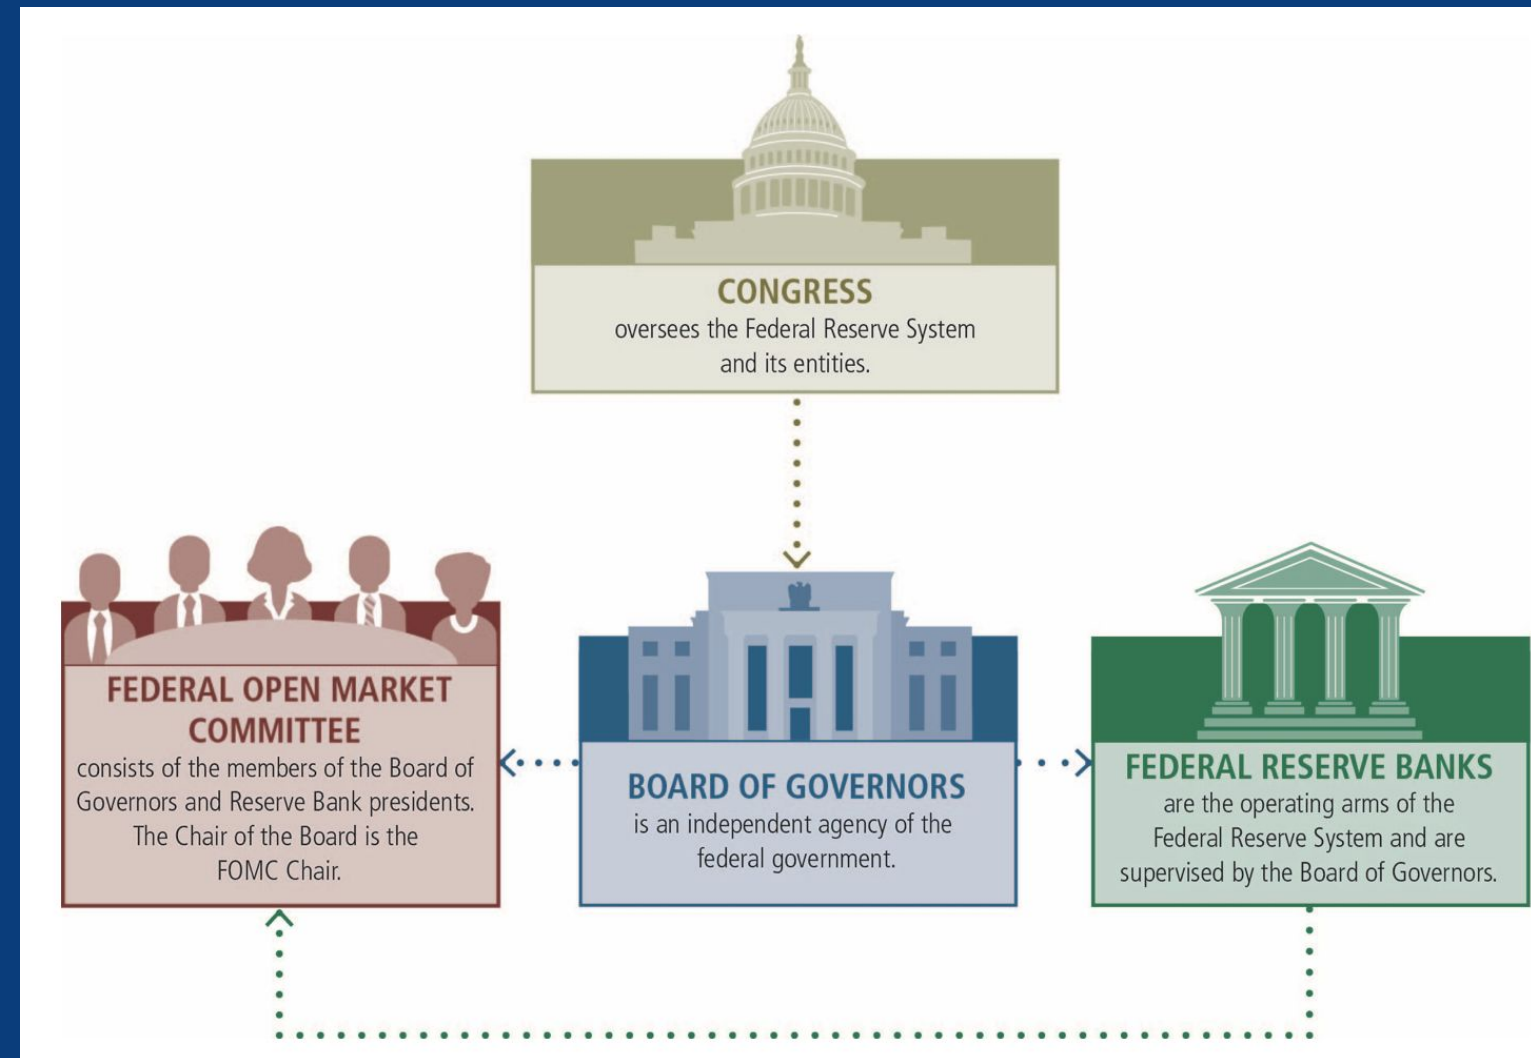 CONGRESS
oversees the Federal Reserve System
and its entities.
FEDERAL OPEN MARKET
COMMITTEE
consists of the members of the Board of
Governors and Reserve Bank presidents.
The Chair of the Board is the
FOMC Chair.
BOARD OF GOVERNORS
is an independent agency of the
federal government.
FEDERAL RESERVE BANKS
are the operating arms of the
Federal Reserve System and are
supervised by the Board of Governors.